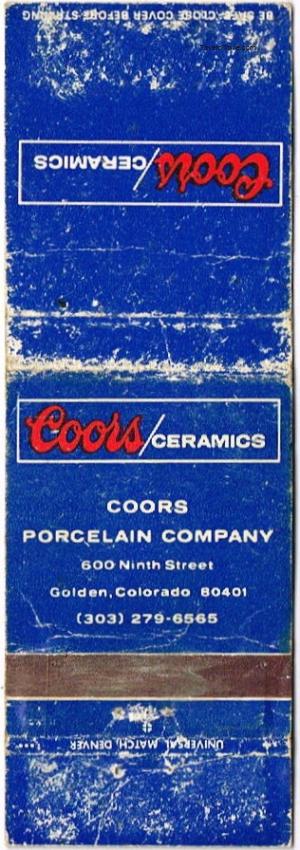 BE SAFE-CLOSE COVER BEFORE STRIKING
Coors/CERAMICS
Coors/CERAMICS
COORS
PORCELAIN COMPANY
600 Ninth Street
Golden, Colorado 80401
(303) 279-6565
UNIVERSAL MATCH, DENVER